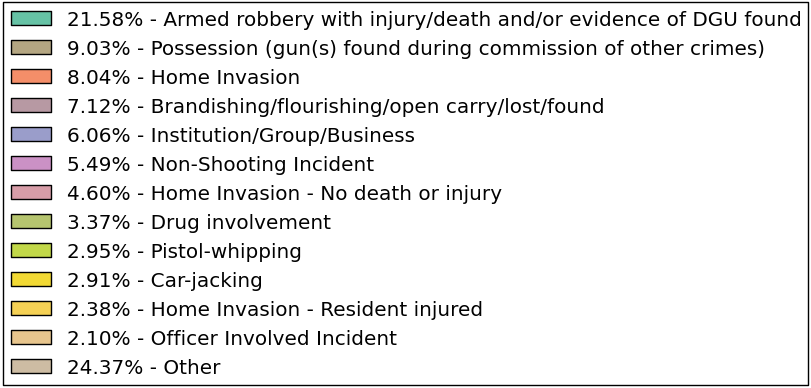 21.58% - Armed robbery with injury/death and/or evidence of DGU found
9.03% - Possession (gun(s) found during commission of other crimes)
8.04% - Home Invasion
7.12% - Brandishing/flourishing/open carry/lost/found
6.06% - Institution/Group/Business
5.49% - Non-Shooting Incident
4.60% - Home Invasion - No death or injury
3.37% - Drug involvement
2.95% - Pistol-whipping
2.91% - Car-jacking
2.38% - Home Invasion - Resident injured
2.10% - Officer Involved Incident
24.37% - Other